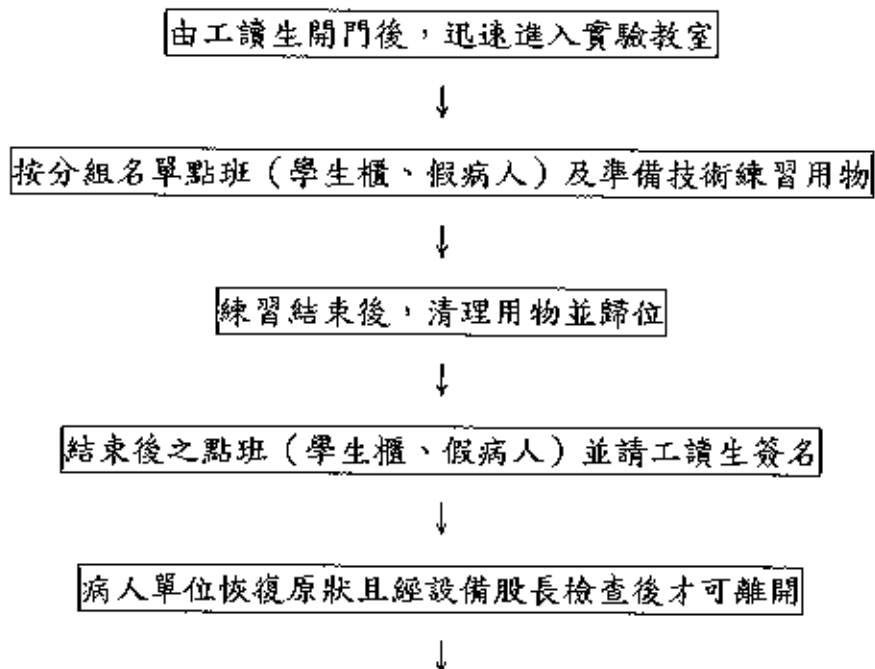 由工讀生開門後，迅速進入實驗教室
↓
按分組名單點班（學生櫃、假病人）及準備技術練習用物
↓
練習結束後，清理用物並歸位
↓
結束後之點班（學生櫃、假病人）並請工讀生簽名
↓
病人單位恢復原狀且經設備股長檢查後才可離開
↓